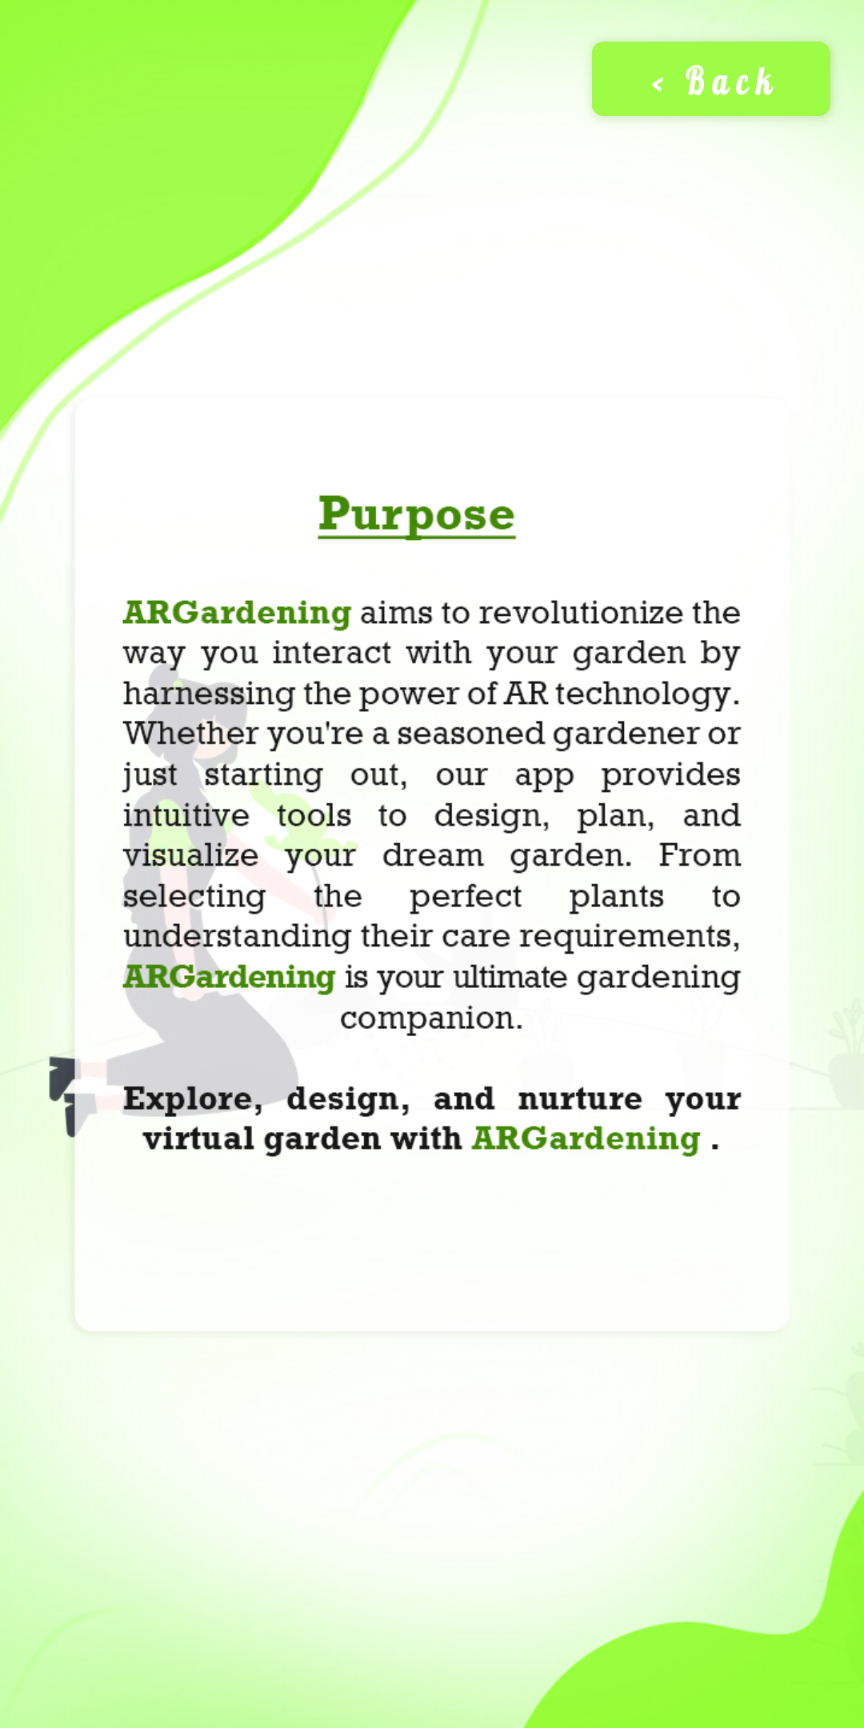 < Back
Purpose
ARGardening aims to revolutionize the
way you interact with your garden by
harnessing the power of AR technology.
Whether you're a seasoned gardener or
just starting out, our app provides
intuitive tools to design, plan, and
visualize your dream garden. From
selecting the perfect plants to
understanding their care requirements,
ARGardening is your ultimate gardening
companion.
Explore, design, and nurture your
virtual garden with ARGardening .